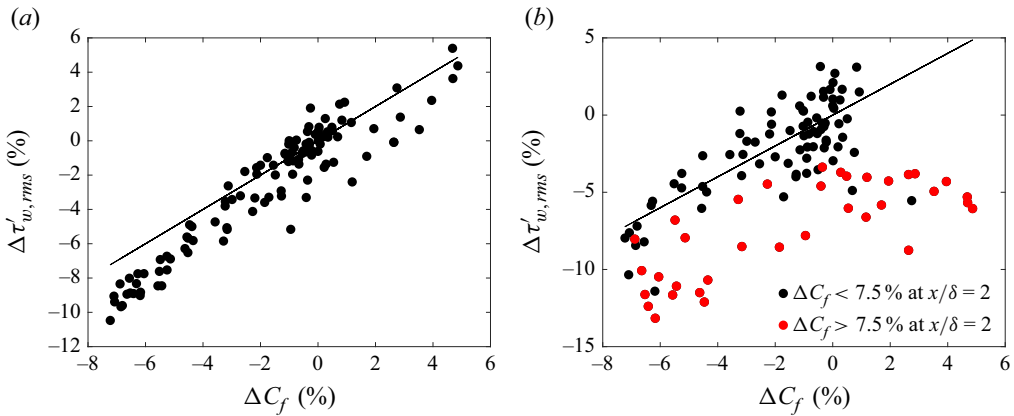 (a)
6
4
2
0
−2
−4
−6
−8
−10
−12
−8 −6 −4 −2 0 2 4 6
Δτ′w,rms (%)
ΔCf (%)
(b)
5
0
−5
−10
−15
−8 −6 −4 −2 0 2 4 6
Δτ′w,rms (%)
ΔCf (%)
ΔCf < 7.5 % at x/δ = 2
ΔCf > 7.5 % at x/δ = 2